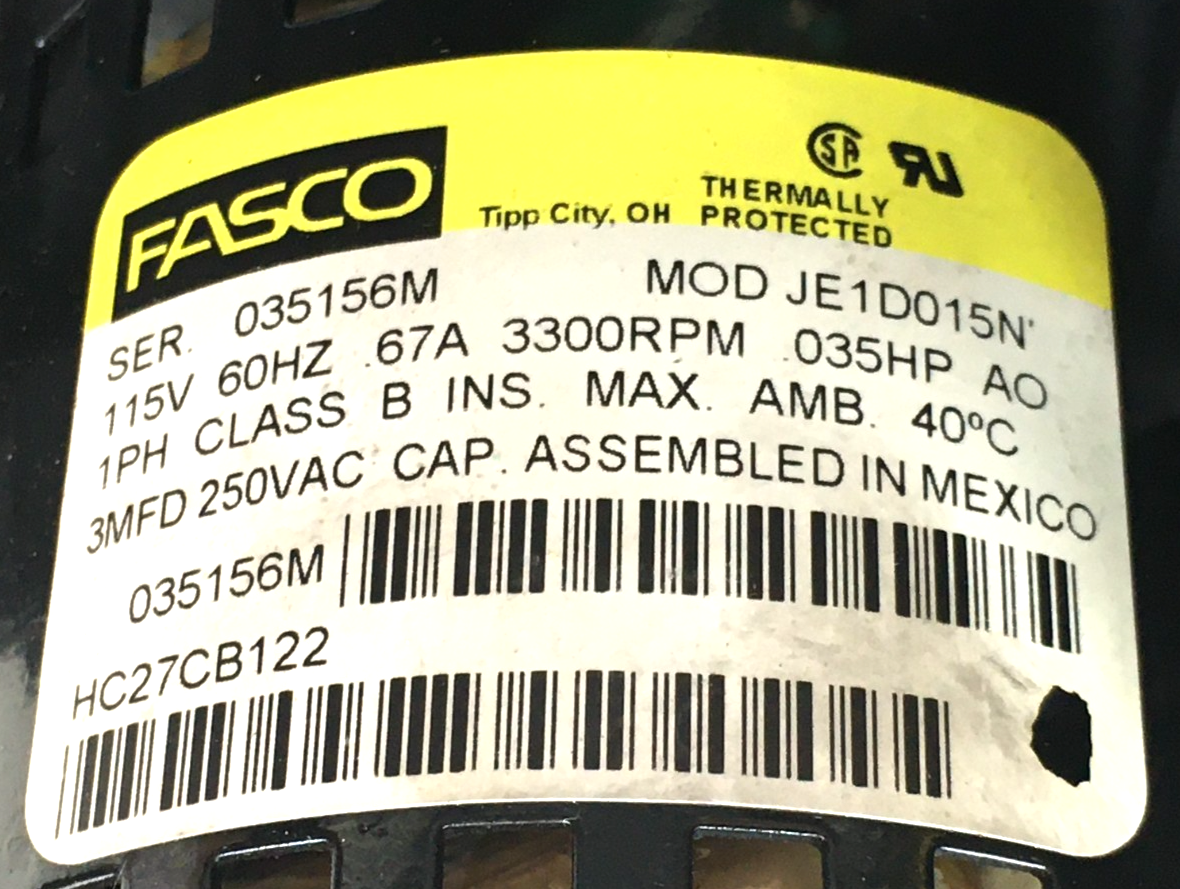 FASCO
Tipp City, OH
THERMALLY
PROTECTED
SER. 035156M MOD JE1D015N
115V 60HZ .67A 3300RPM .035HP AO
1PH CLASS B INS. MAX. AMB. 40ºC
3MFD 250VAC CAP. ASSEMBLED IN MEXICO
035156M
HC27CB122